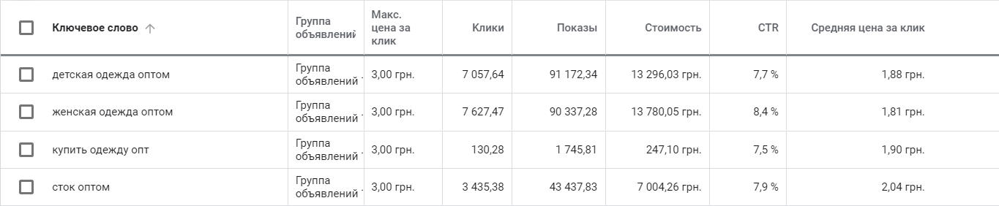 Ключевое слово ↑ Группа объявлений Макс. цена за клик Клики Показы Стоимость CTR Средняя цена за клик
детская одежда оптом Группа объявлений . 3,00 грн. 7 057,64 91 172,34 13 296,03 грн. 7,7 % 1,88 грн.
женская одежда оптом Группа объявлений . 3,00 грн. 7 627,47 90 337,28 13 780,05 грн. 8,4 % 1,81 грн.
купить одежду опт Группа объявлений . 3,00 грн. 130,28 1 745,81 247,10 грн. 7,5 % 1,90 грн.
сток оптом Группа объявлений . 3,00 грн. 3 435,38 43 437,83 7 004,26 грн. 7,9 % 2,04 грн.